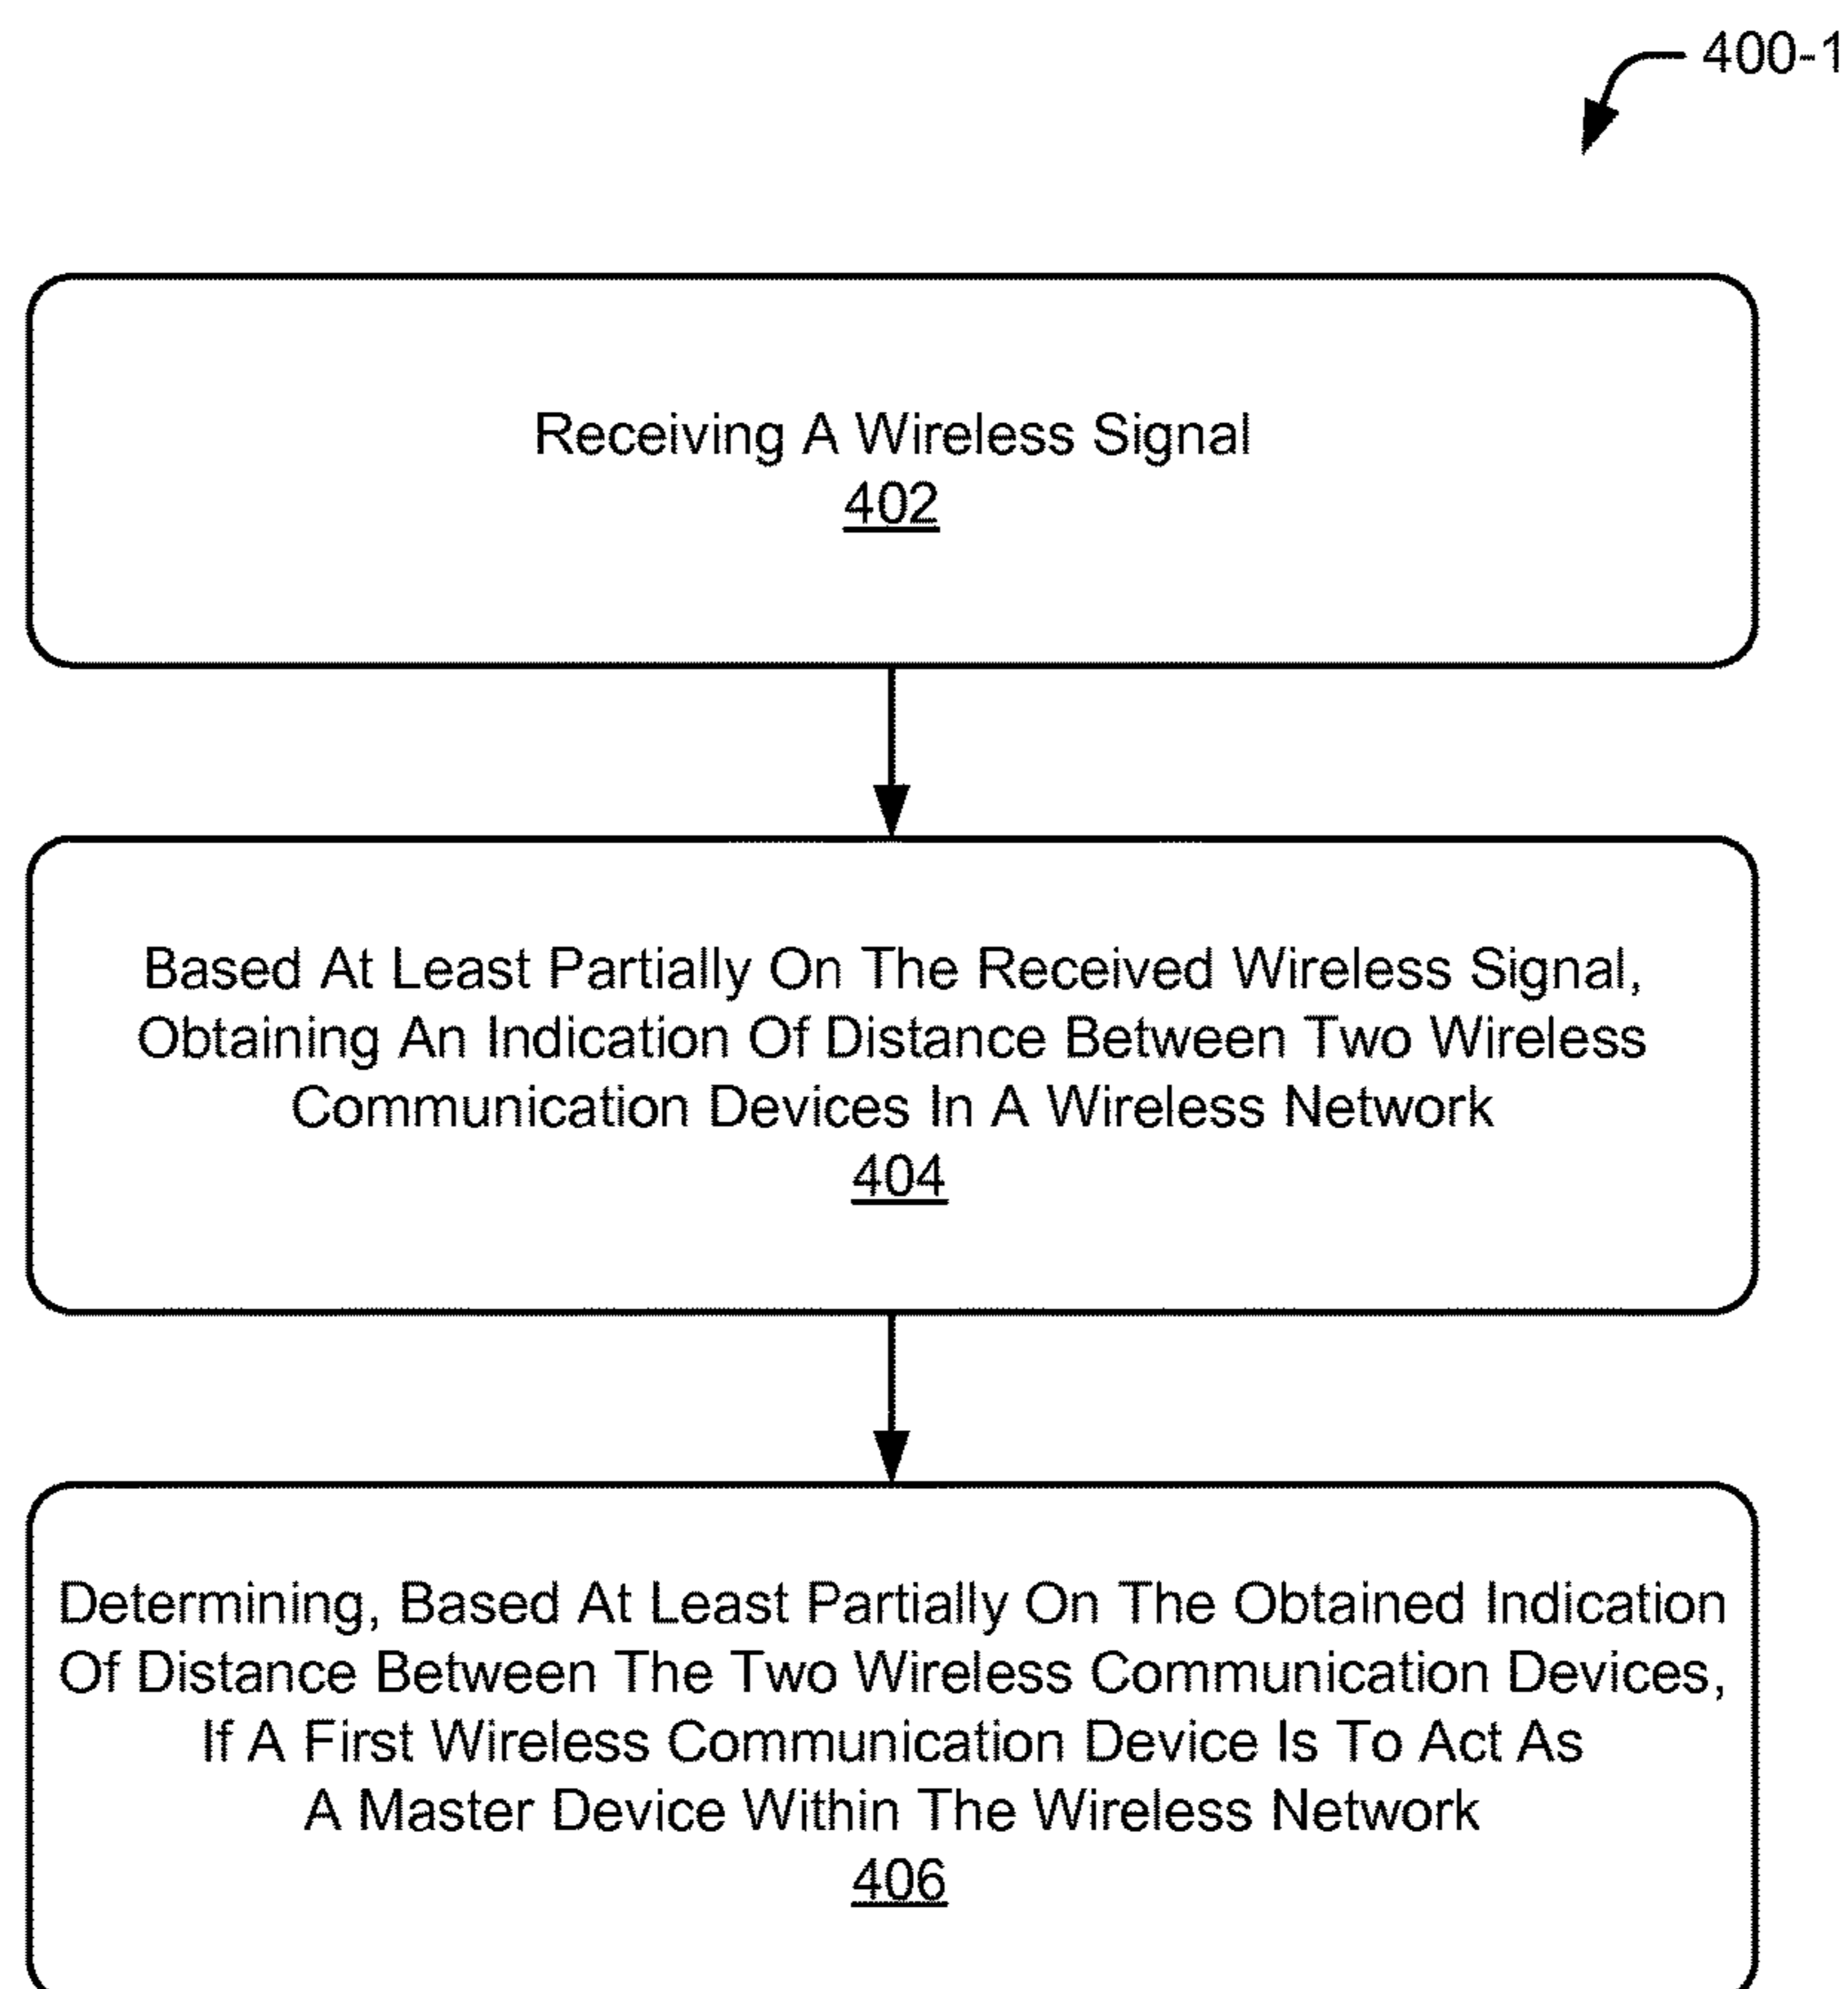 400-1
Receiving A Wireless Signal
402
Based At Least Partially On The Received Wireless Signal,
Obtaining An Indication Of Distance Between Two Wireless
Communication Devices In A Wireless Network
404
Determining, Based At Least Partially On The Obtained Indication
Of Distance Between The Two Wireless Communication Devices,
If A First Wireless Communication Device Is To Act As
A Master Device Within The Wireless Network
406